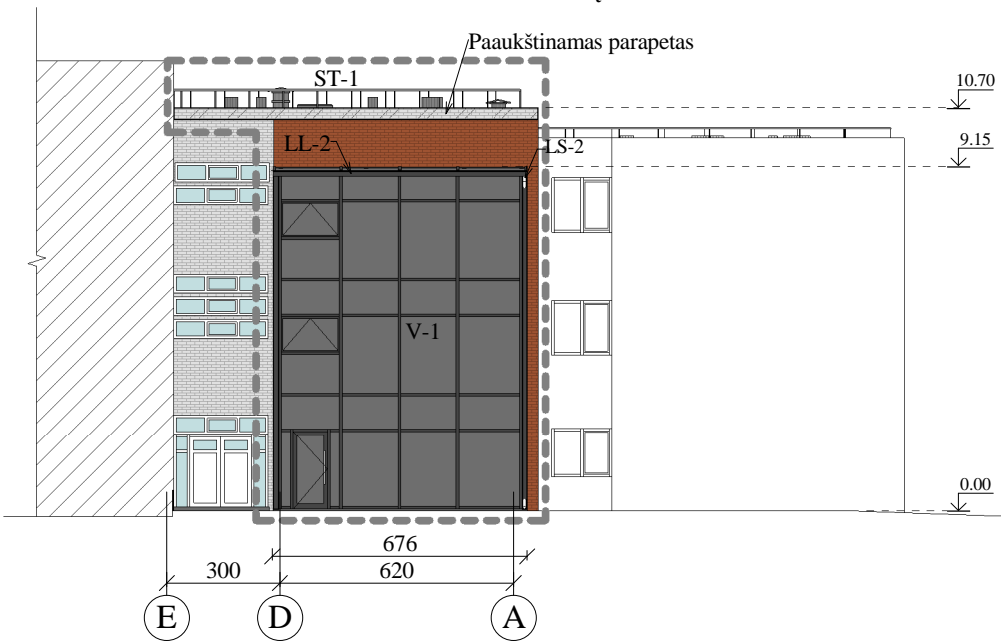 Paaukštinamas parapetas
ST-1
10.70
LL-2
LS-2
9.15
V-1
0.00
676
300
620
E
D
A